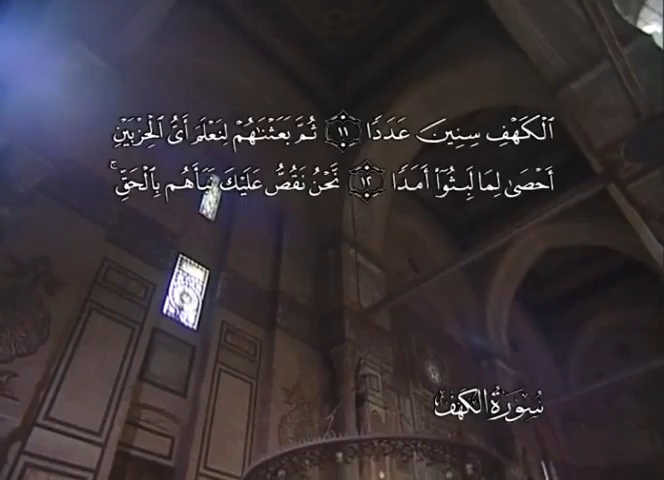 ٱلْكَهْفِ سِنِينَ عَدَدًا ١١ ثُمَّ بَعَثْنَٰهُمْ لِنَعْلَمَ أَىُّ ٱلْحِزْبَيْنِ
أَحْصَىٰ لِمَا لَبِثُوٓا۟ أَمَدًا ١٢ نَّحْنُ نَقُصُّ عَلَيْكَ نَبَأَهُم بِٱلْحَقِّ ۚ
سُورَةُ الكَهْفِ